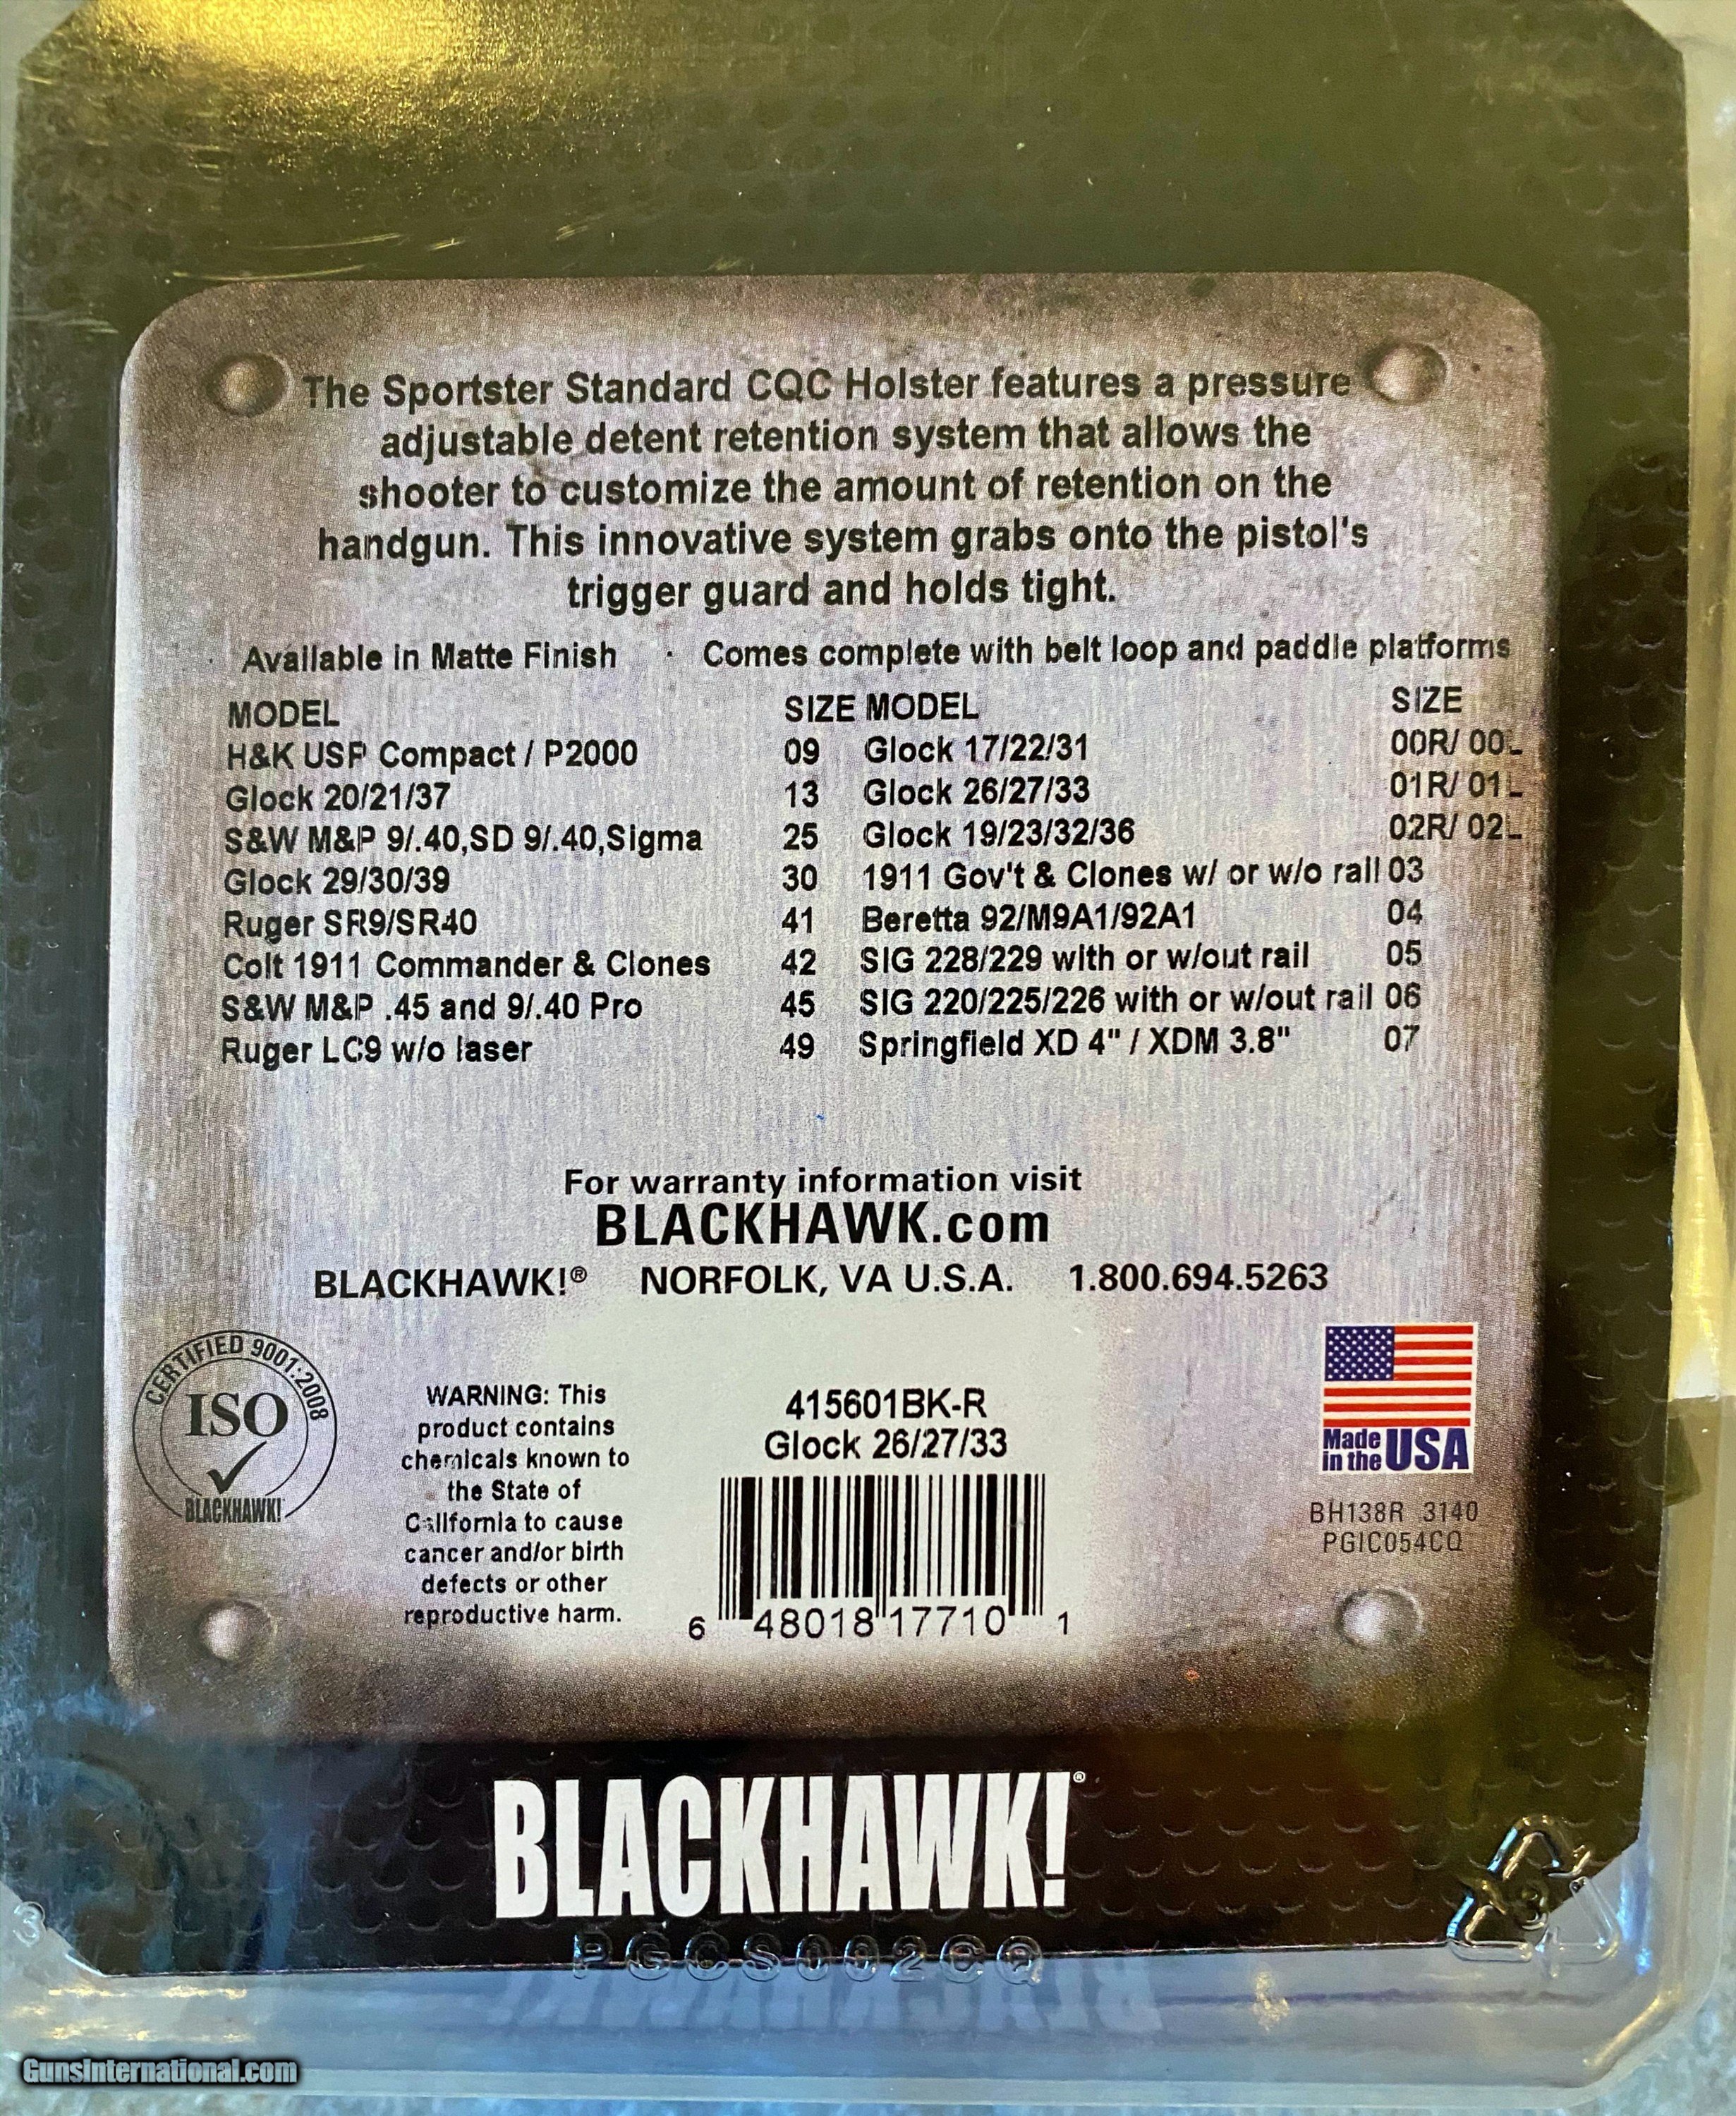 The Sportster Standard CQC Holster features a pressure
adjustable detent retention system that allows the
shooter to customize the amount of retention on the
handgun. This innovative system grabs onto the pistol's
trigger guard and holds tight.
· Available in Matte Finish · Comes complete with belt loop and paddle platforms
MODEL SIZE MODEL SIZE
H&K USP Compact / P2000 09 Glock 17/22/31 00R/ 00L
Glock 20/21/37 13 Glock 26/27/33 01R/ 01L
S&W M&P 9/.40,SD 9/.40,Sigma 25 Glock 19/23/32/36 02R/ 02L
Glock 29/30/39 30 1911 Gov't & Clones w/ or w/o rail 03
Ruger SR9/SR40 41 Beretta 92/M9A1/92A1 04
Colt 1911 Commander & Clones 42 SIG 228/229 with or w/out rail 05
S&W M&P .45 and 9/.40 Pro 45 SIG 220/225/226 with or w/out rail 06
Ruger LC9 w/o laser 49 Springfield XD 4" / XDM 3.8" 07
For warranty information visit
BLACKHAWK.com
BLACKHAWK!® NORFOLK, VA U.S.A. 1.800.694.5263
CERTIFIED 9001:2008
ISO
BLACKHAWK!
WARNING: This
product contains
chemicals known to
the State of
California to cause
cancer and/or birth
defects or other
reproductive harm.
415601BK-R
Glock 26/27/33
6 48018 17710 1
Made
in the USA
BH138R 3140
PGIC054CQ
BLACKHAWK!®
PGCS002CQ
3
3
GunsInternational.com